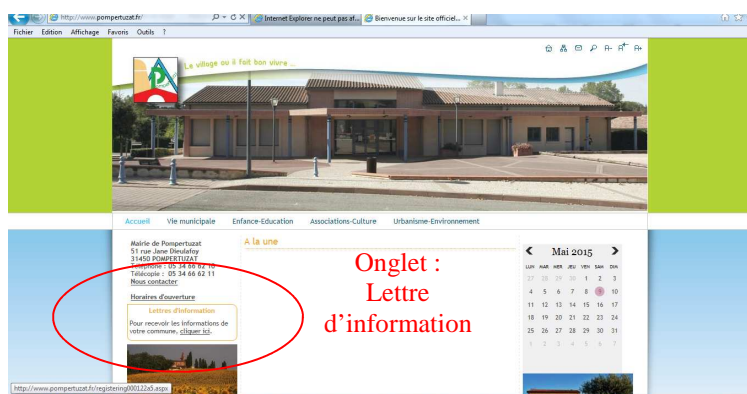 http://www.pompertuzat.fr/
Internet Explorer ne peut pas af...
Bienvenue sur le site officiel...
Fichier Edition Affichage Favoris Outils ?
Le village ou il fait bon vivre ...
A- A+
Accueil Vie municipale Enfance-Education Associations-Culture Urbanisme-Environnement
Mairie de Pompertuzat
51 rue Jane Dieulafoy
31450 POMPERTUZAT
Téléphone : 05 34 66 62 10
Télécopie : 05 34 66 62 11
Nous contacter
Horaires d'ouverture
Lettres d'information
Pour recevoir les informations de
votre commune, cliquer ici.
A la une
Onglet :
Lettre
d'information
Mai 2015
LUN MAR MER JEU VEN SAM DIM
27 28 29 30 1 2 3
4 5 6 7 8 9 10
11 12 13 14 15 16 17
18 19 20 21 22 23 24
25 26 27 28 29 30 31
1 2 3 4 5 6 7
http://www.pompertuzat.fr/registering000122a5.aspx